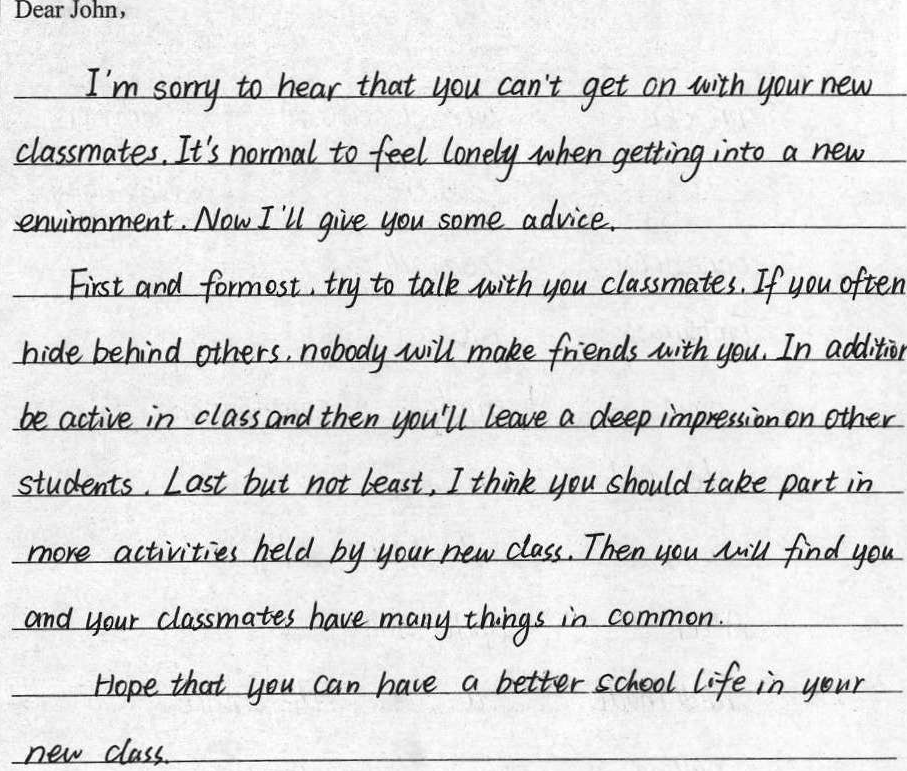 Dear John,
I'm sorry to hear that you can't get on with your new
classmates. It's normal to feel lonely when getting into a new
environment. Now I'll give you some advice.
First and formost, try to talk with you classmates. If you often
hide behind others, nobody will make friends with you. In addition
be active in class and then you'll leave a deep impression on other
students. Last but not least, I think you should take part in
more activities held by your new class. Then you will find you
and your classmates have many things in common.
Hope that you can have a better school life in your
new class.